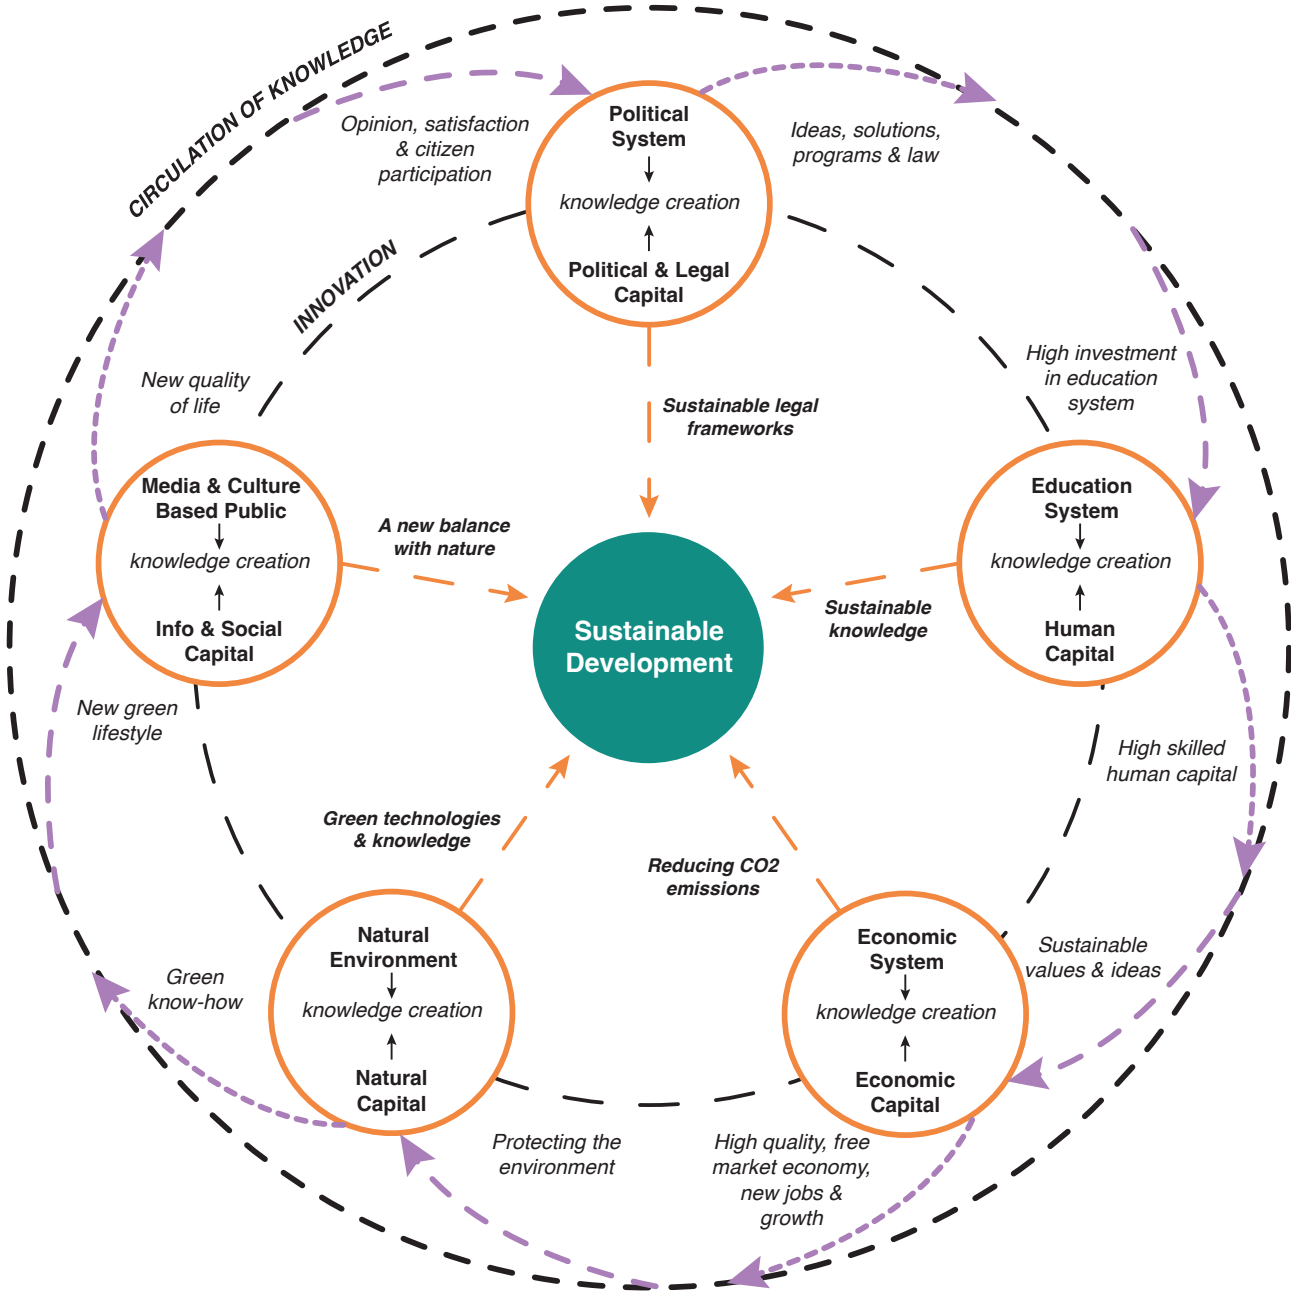 CIRCULATION OF KNOWLEDGE
INNOVATION
Opinion, satisfaction
& citizen
participation
Political
System
knowledge creation
Political & Legal
Capital
Ideas, solutions,
programs & law
High investment
in education
system
New quality
of life
Sustainable legal
frameworks
Media & Culture
Based Public
knowledge creation
Info & Social
Capital
A new balance
with nature
Education
System
knowledge creation
Human
Capital
Sustainable
knowledge
Sustainable
Development
New green
lifestyle
High skilled
human capital
Green technologies
& knowledge
Reducing CO2
emissions
Natural
Environment
knowledge creation
Natural
Capital
Economic
System
knowledge creation
Economic
Capital
Sustainable
values & ideas
Green
know-how
Protecting the
environment
High quality, free
market economy,
new jobs &
growth